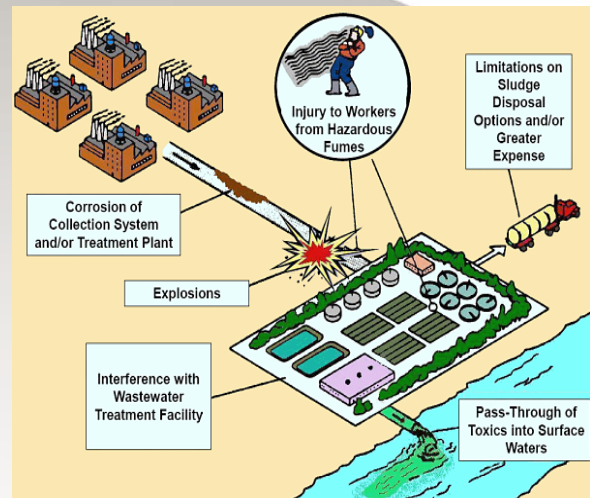 Injury to Workers
from Hazardous
Fumes
Limitations on
Sludge
Disposal
Options and/or
Greater
Expense
Corrosion of
Collection System
and/or Treatment Plant
Explosions
Interference with
Wastewater
Treatment Facility
Pass-Through of
Toxics into Surface
Waters